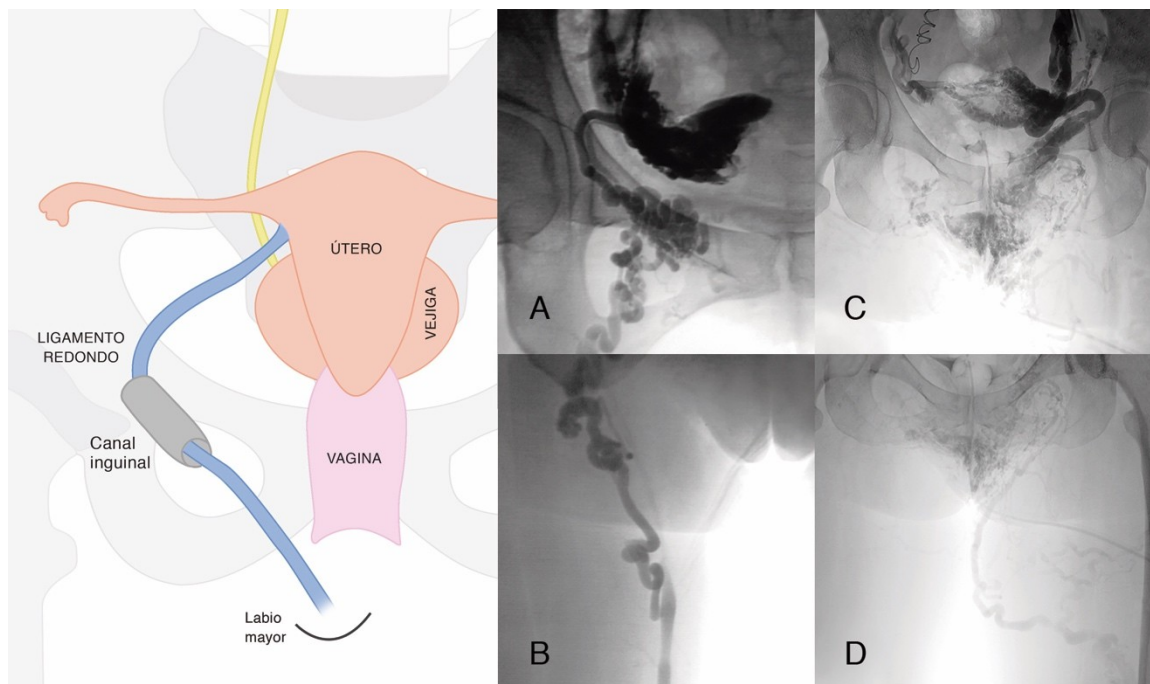 ÚTERO
VEJIGA
LIGAMENTO
REDONDO
Canal
inguinal
VAGINA
Labio
mayor
A
C
B
D